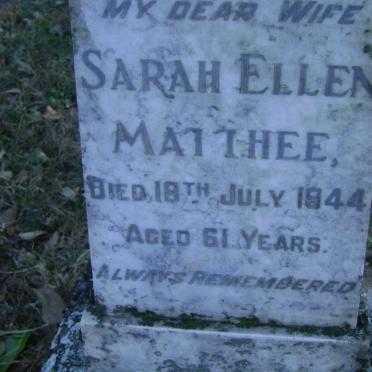 MY DEAR WIFE
SARAH ELLEN
MATTHEE,
DIED 18TH JULY 1944
AGED 61 YEARS.
ALWAYS REMEMBERED